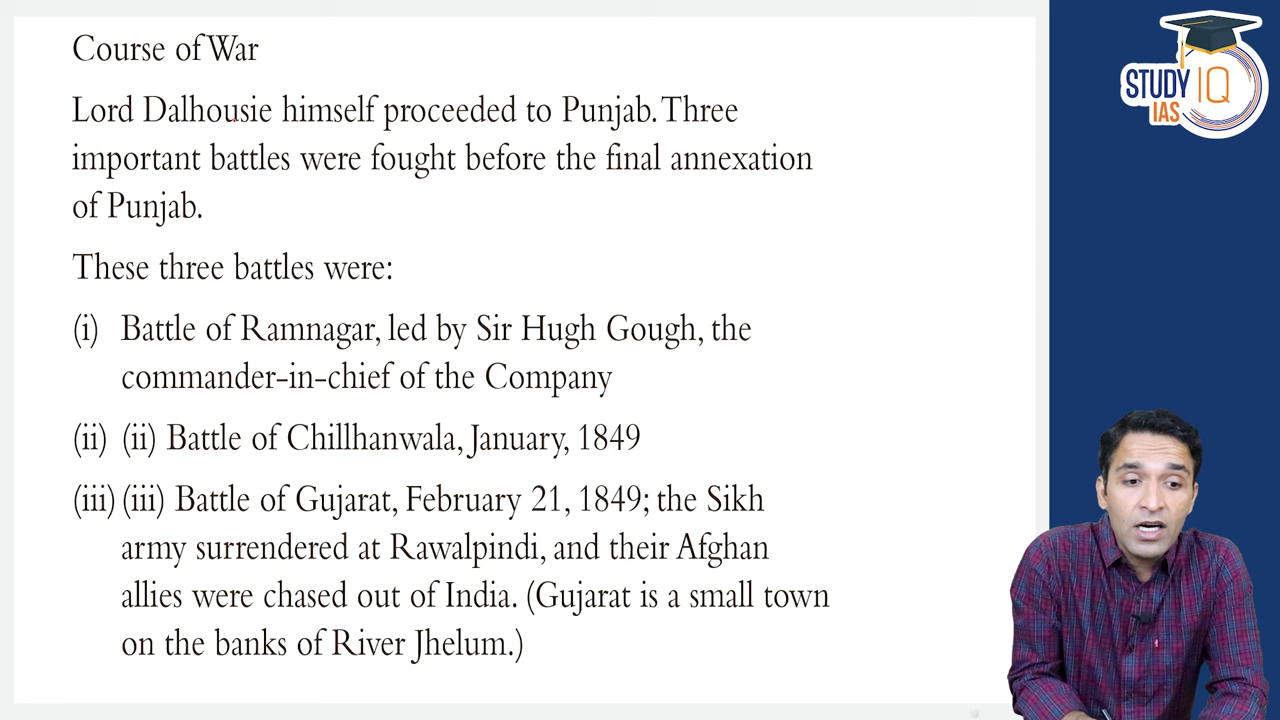 Course of War
Lord Dalhousie himself proceeded to Punjab. Three
important battles were fought before the final annexation
of Punjab.
These three battles were:
(i) Battle of Ramnagar, led by Sir Hugh Gough, the
commander-in-chief of the Company
(ii) (ii) Battle of Chillhanwala, January, 1849
(iii) (iii) Battle of Gujarat, February 21, 1849; the Sikh
army surrendered at Rawalpindi, and their Afghan
allies were chased out of India. (Gujarat is a small town
on the banks of River Jhelum.)
STUDY IQ
IAS